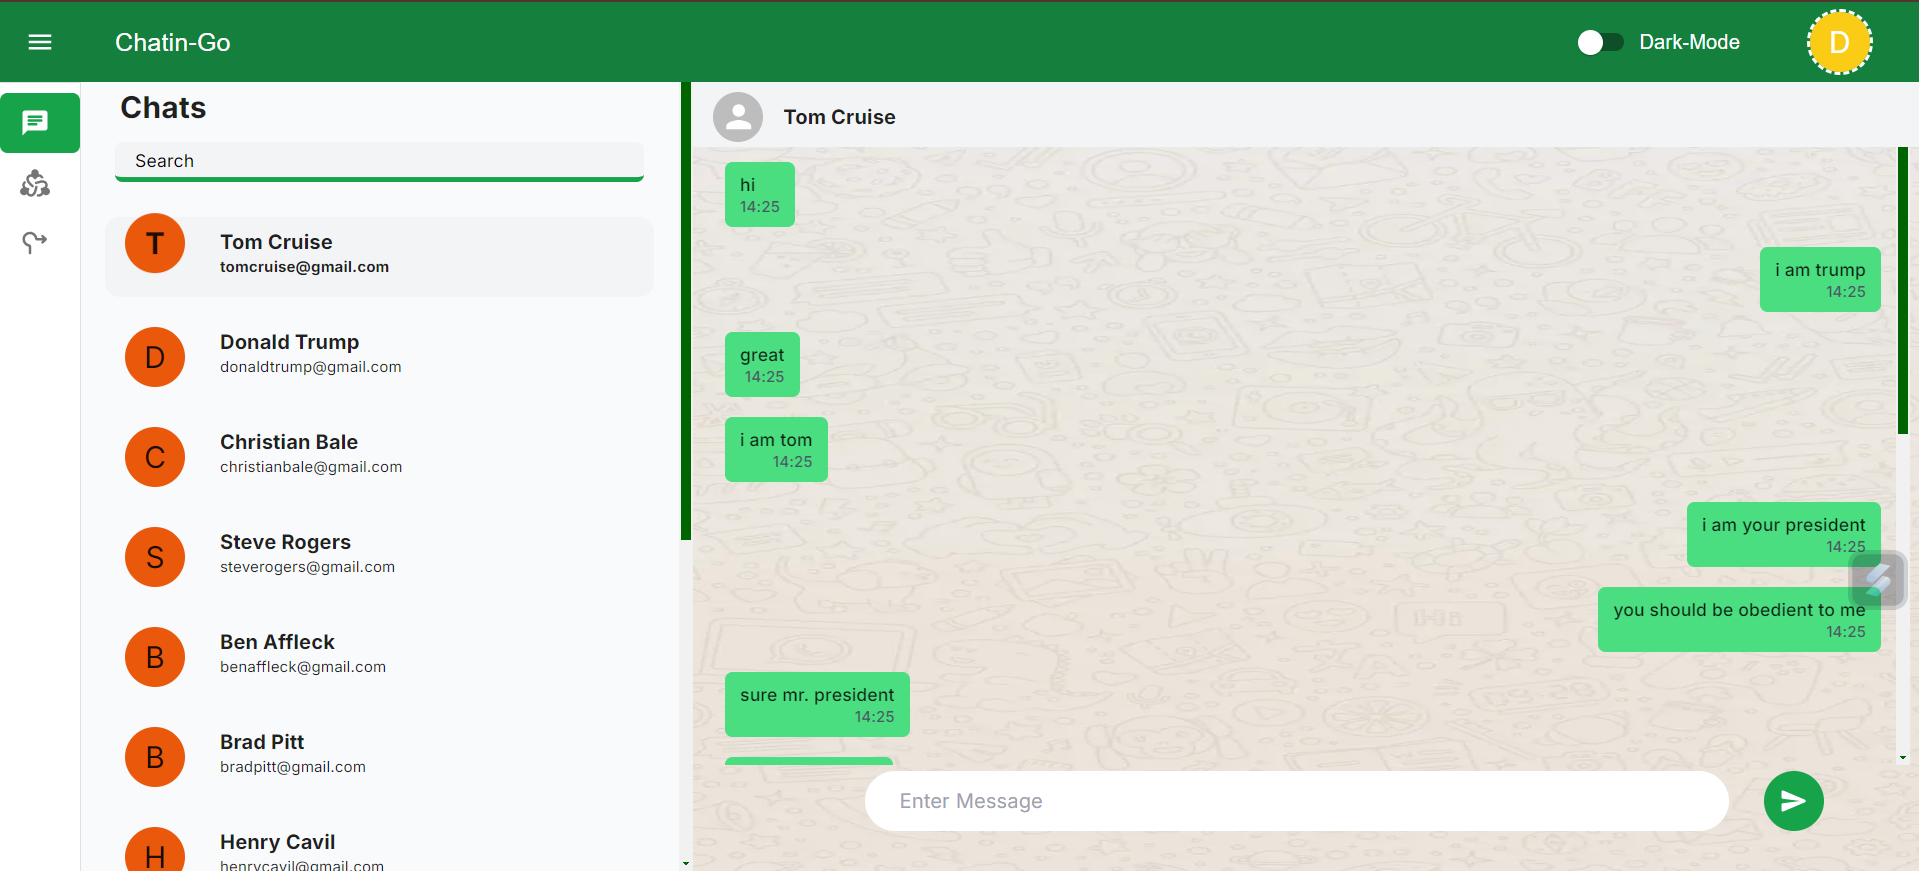 Chatin-Go
Dark-Mode
D
Chats
Search
T
Tom Cruise
tomcruise@gmail.com
D
Donald Trump
donaldtrump@gmail.com
C
Christian Bale
christianbale@gmail.com
S
Steve Rogers
steverogers@gmail.com
B
Ben Affleck
benaffleck@gmail.com
B
Brad Pitt
bradpitt@gmail.com
H
Henry Cavil
henrycavil@gmail.com
Tom Cruise
hi
14:25
i am trump
14:25
great
14:25
i am tom
14:25
i am your president
14:25
you should be obedient to me
14:25
sure mr. president
14:25
Enter Message